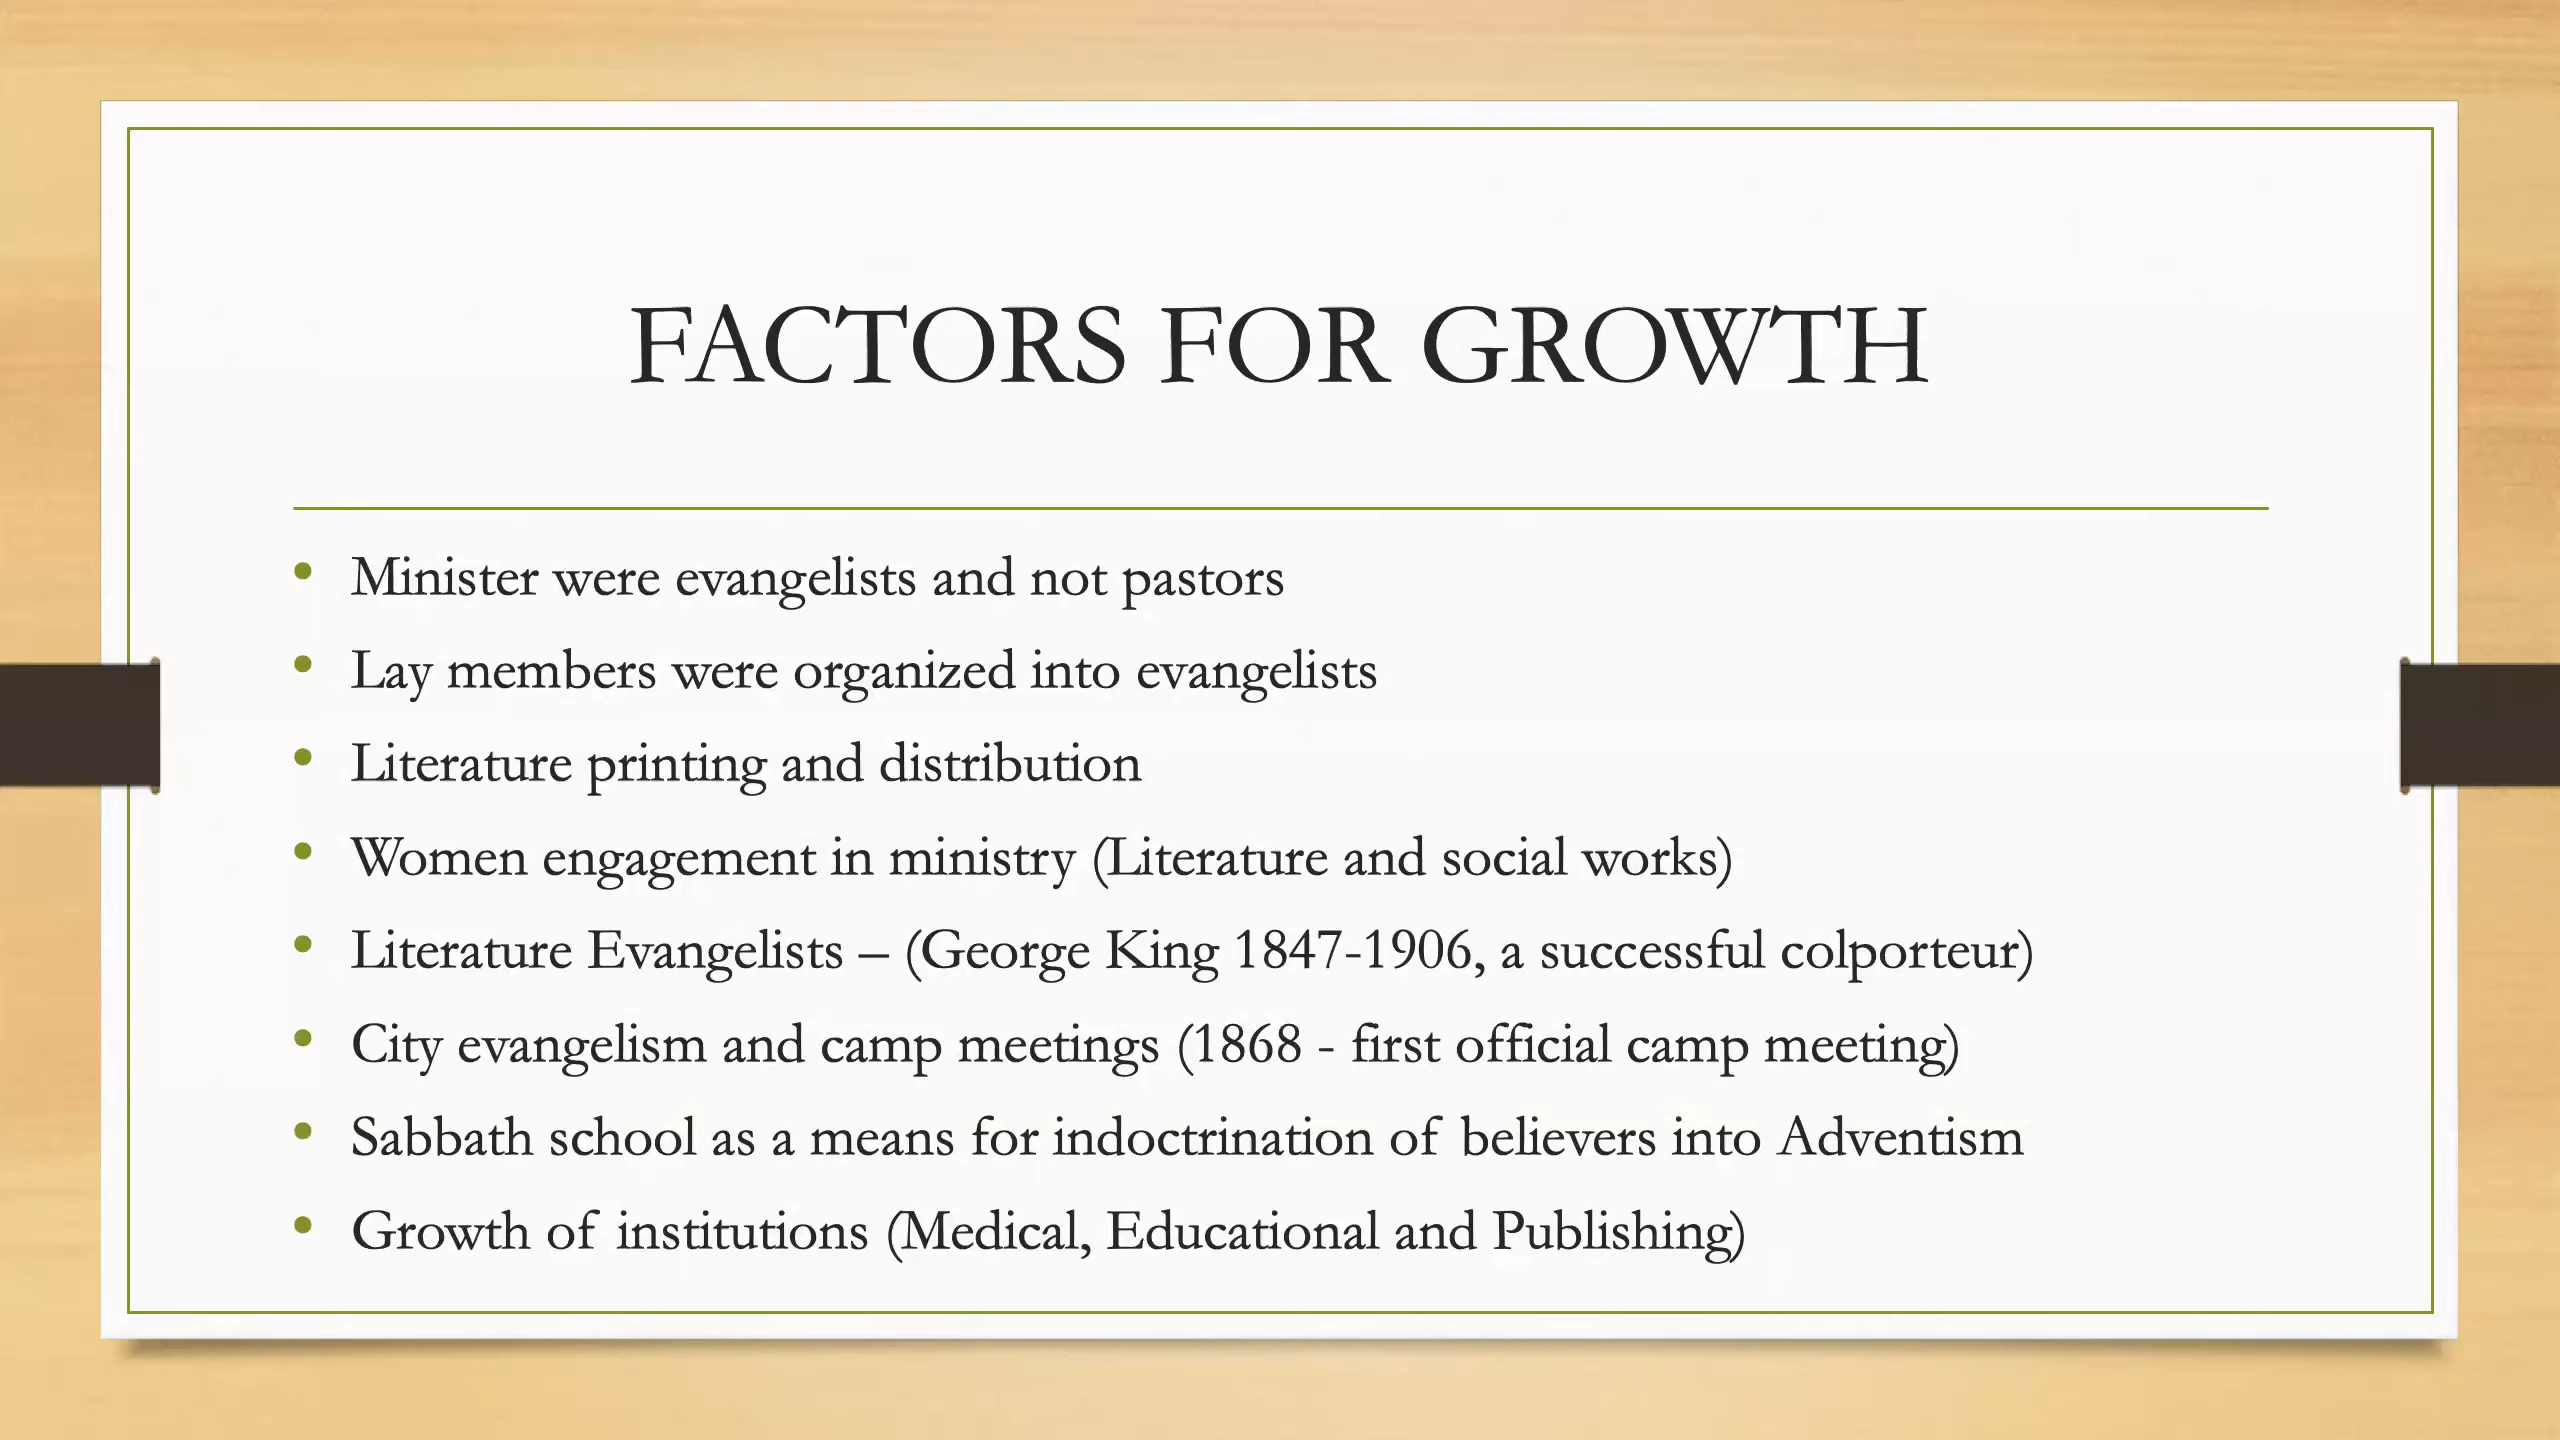 FACTORS FOR GROWTH
• Minister were evangelists and not pastors
• Lay members were organized into evangelists
• Literature printing and distribution
• Women engagement in ministry (Literature and social works)
• Literature Evangelists – (George King 1847-1906, a successful colporteur)
• City evangelism and camp meetings (1868 - first official camp meeting)
• Sabbath school as a means for indoctrination of believers into Adventism
• Growth of institutions (Medical, Educational and Publishing)